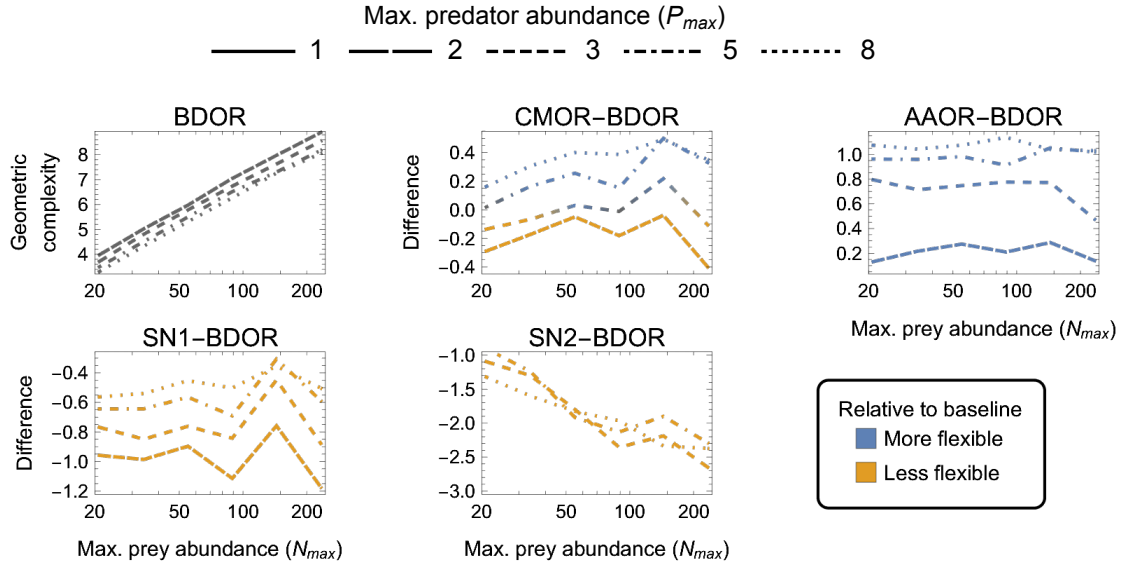 Max. predator abundance (Pmax)
1 2 3 5 8
BDOR
Geometric
complexity
8
7
6
5
4
20 50 100 200
CMOR−BDOR
Difference
0.4
0.2
0.0
−0.2
−0.4
20 50 100 200
AAOR−BDOR
1.0
0.8
0.6
0.4
0.2
20 50 100 200
Max. prey abundance (Nmax)
SN1−BDOR
Difference
−0.4
−0.6
−0.8
−1.0
−1.2
20 50 100 200
Max. prey abundance (Nmax)
SN2−BDOR
−1.0
−1.5
−2.0
−2.5
−3.0
20 50 100 200
Max. prey abundance (Nmax)
Relative to baseline
More flexible
Less flexible